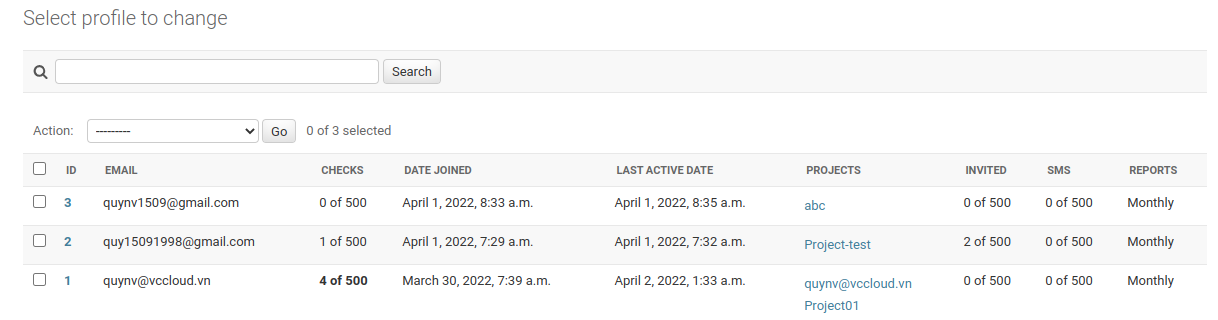 Select profile to change
Search
Action: --------- Go 0 of 3 selected
ID EMAIL CHECKS DATE JOINED LAST ACTIVE DATE PROJECTS INVITED SMS REPORTS
3 quynv1509@gmail.com 0 of 500 April 1, 2022, 8:33 a.m. April 1, 2022, 8:35 a.m. abc 0 of 500 0 of 500 Monthly
2 quy15091998@gmail.com 1 of 500 April 1, 2022, 7:29 a.m. April 1, 2022, 7:32 a.m. Project-test 2 of 500 0 of 500 Monthly
1 quynv@vccloud.vn 4 of 500 March 30, 2022, 7:39 a.m. April 2, 2022, 1:33 a.m. quynv@vccloud.vn 0 of 500 0 of 500 Monthly
Project01